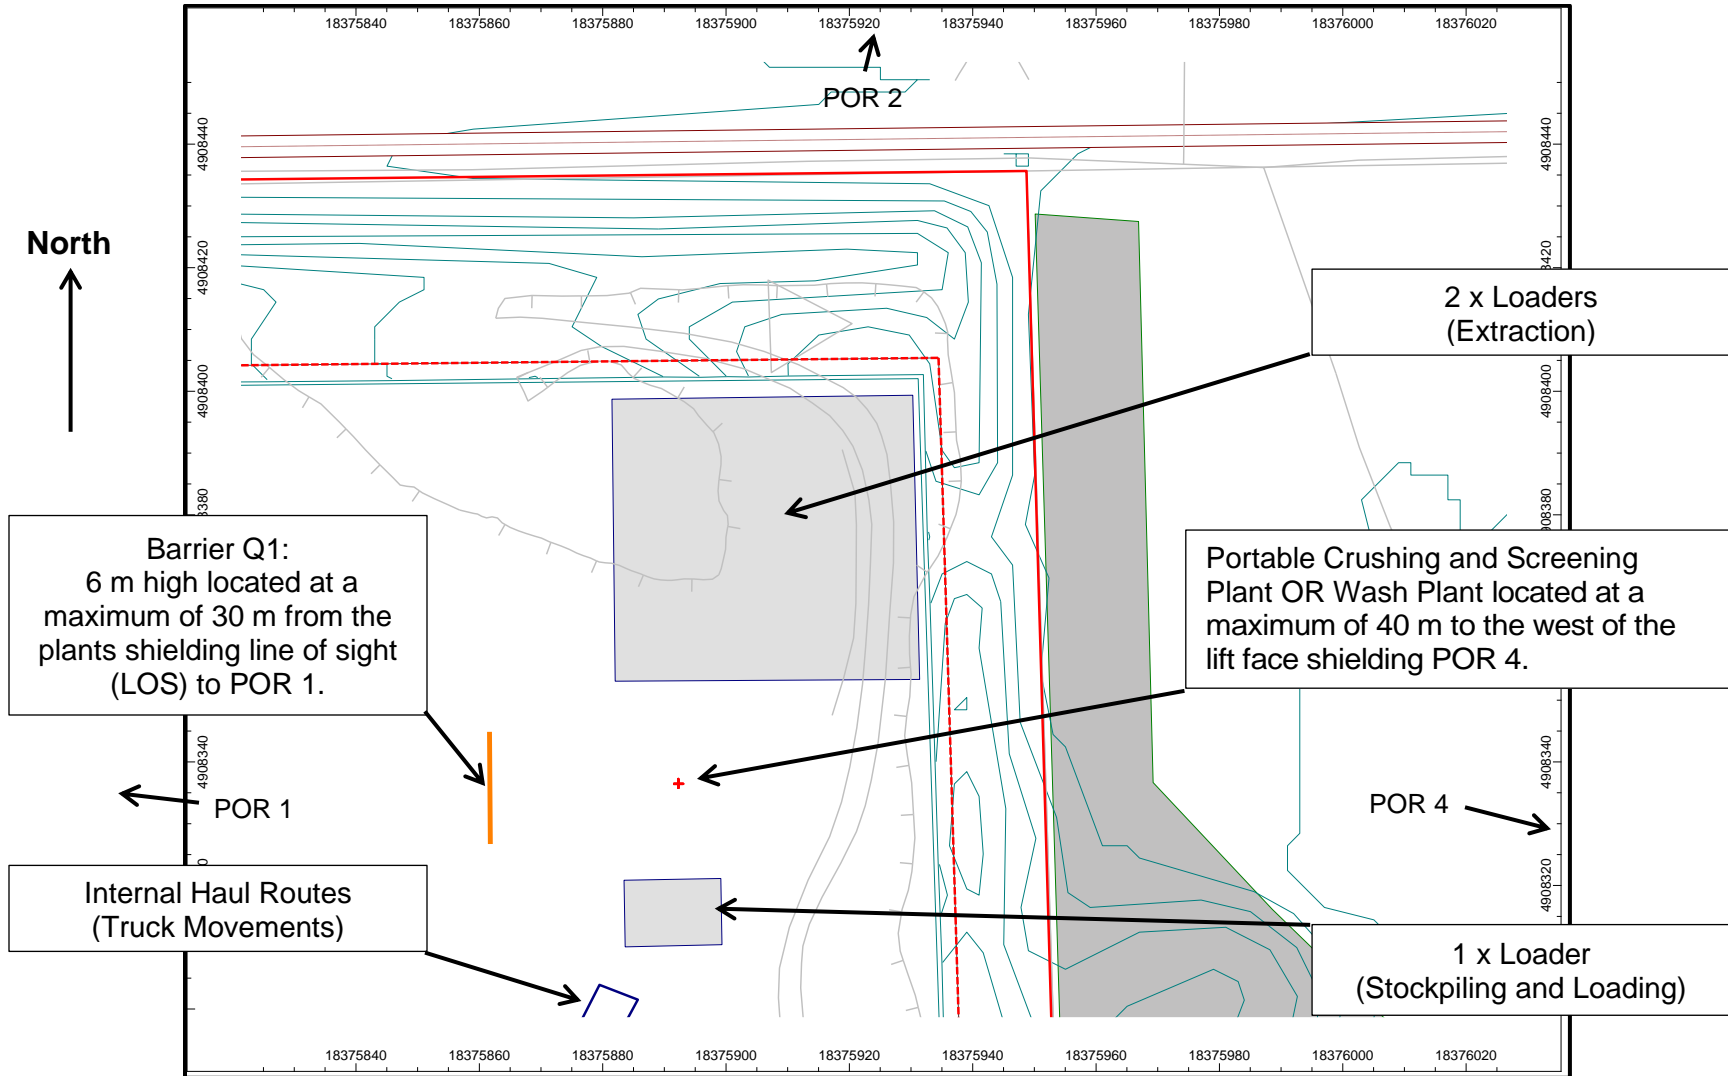 18375840 18375860 18375880 18375900 18375920 18375940 18375960 18375980 18376000 18376020
POR 2
4908440
4908440
North
4908420
8420
2 x Loaders
(Extraction)
4908400
4908400
8380
08380
Barrier Q1:
6 m high located at a
maximum of 30 m from the
plants shielding line of sight
(LOS) to POR 1.
Portable Crushing and Screening
Plant OR Wash Plant located at a
maximum of 40 m to the west of the
lift face shielding POR 4.
4908340
4908340
POR 1
POR 4
0
4908320
Internal Haul Routes
(Truck Movements)
1 x Loader
(Stockpiling and Loading)
18375840 18375860 18375880 18375900 18375920 18375940 18375960 18375980 18376000 18376020